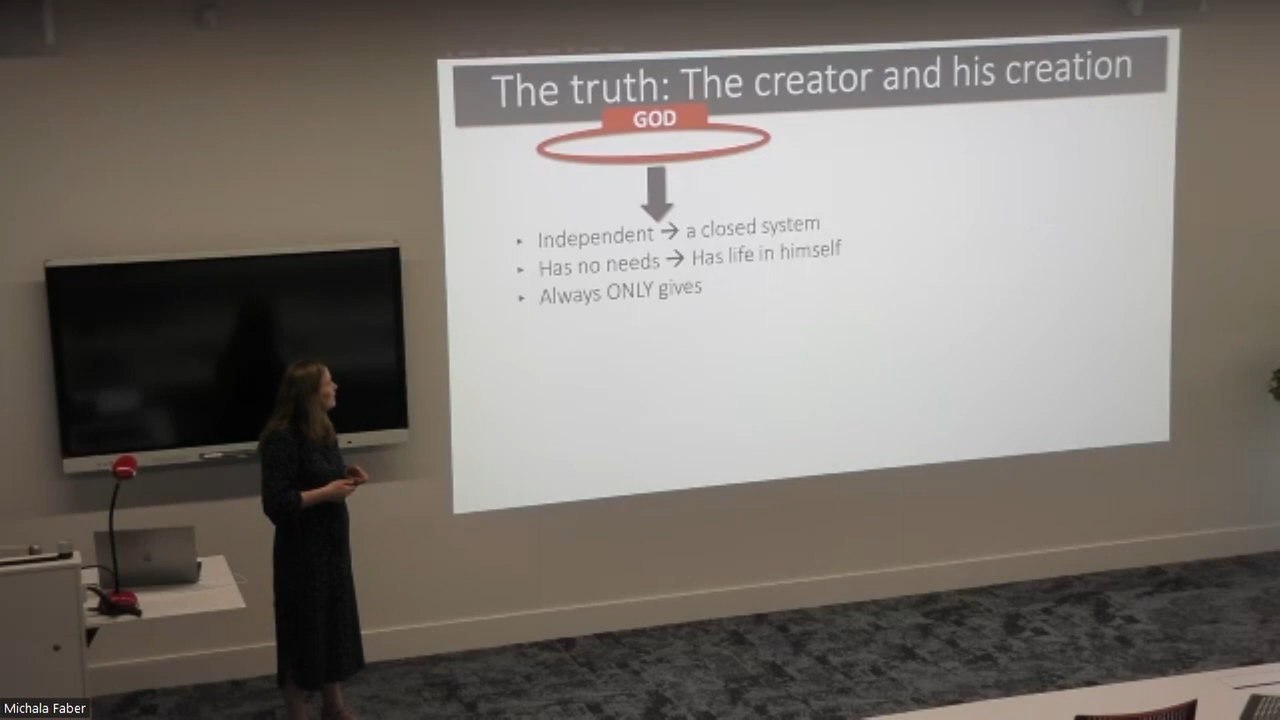 The truth: The creator and his creation
GOD
Independent → a closed system
Has no needs → Has life in himself
Always ONLY gives
Michala Faber